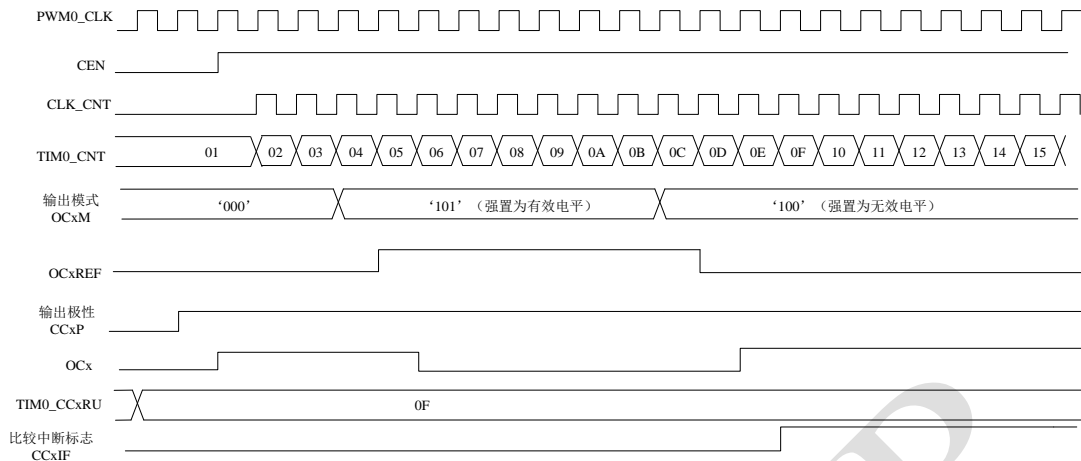 PWM0_CLK
CEN
CLK_CNT
TIM0_CNT 01 02 03 04 05 06 07 08 09 0A 0B 0C 0D 0E 0F 10 11 12 13 14 15
输出模式
OCxM
‘000’ ‘101’（强置为有效电平） ‘100’（强置为无效电平）
OCxREF
输出极性
CCxP
OCx
TIM0_CCxRU 0F
比较中断标志
CCxIF